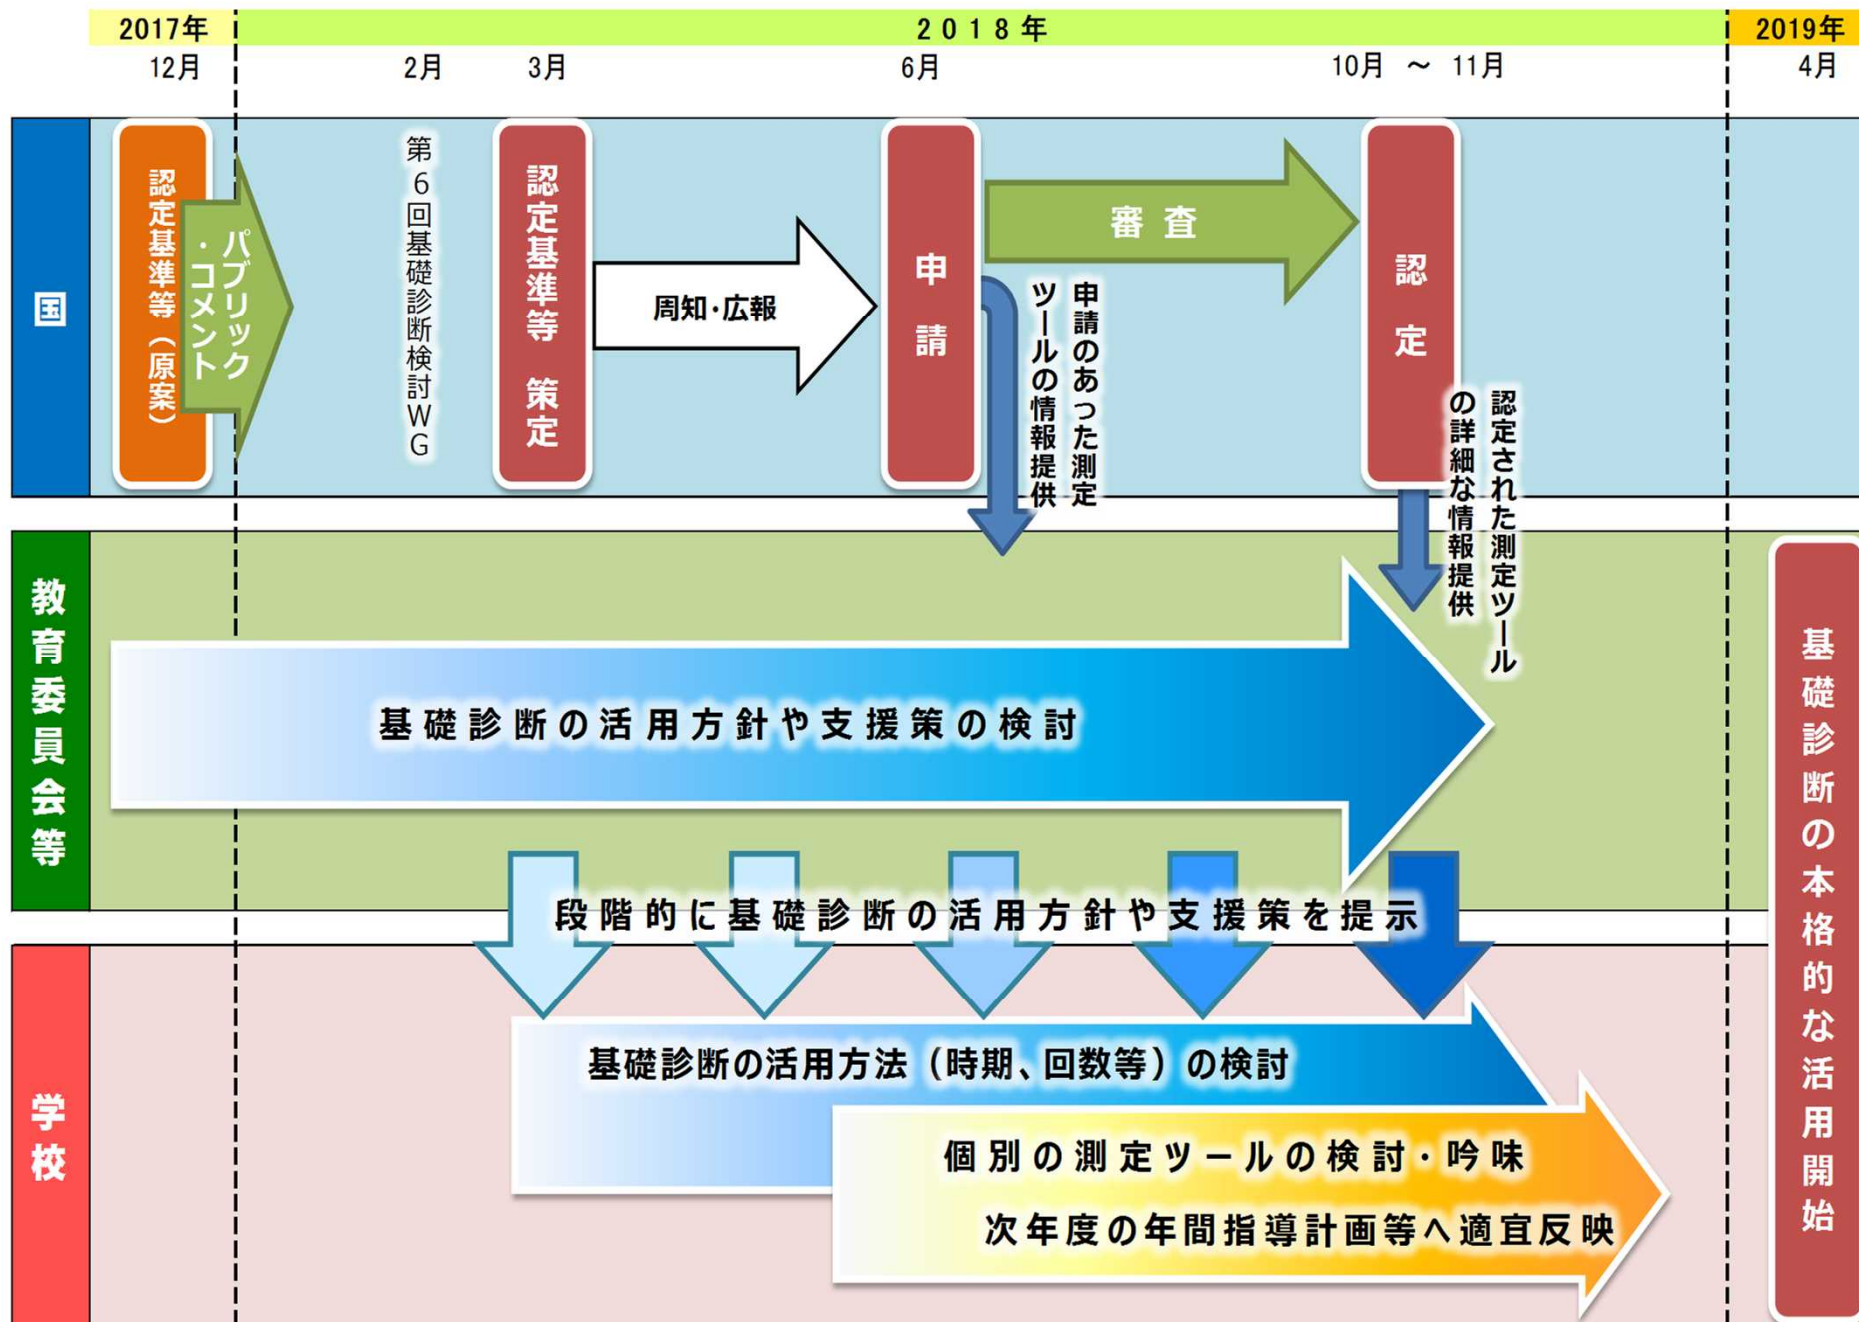 2017年
2018年
2019年
12月
2月
3月
6月
10月 ～ 11月
4月
国
認定基準等（原案）
パブリック
・コメント
第６回基礎診断検討ＷＧ
認定基準等　策定
周知・広報
申請
審査
申請のあった測定
ツールの情報提供
認定
認定された測定ツール
の詳細な情報提供
教育委員会等
基礎診断の活用方針や支援策の検討
段階的に基礎診断の活用方針や支援策を提示
学校
基礎診断の活用方法（時期、回数等）の検討
個別の測定ツールの検討・吟味
次年度の年間指導計画等へ適宜反映
基礎診断の本格的な活用開始